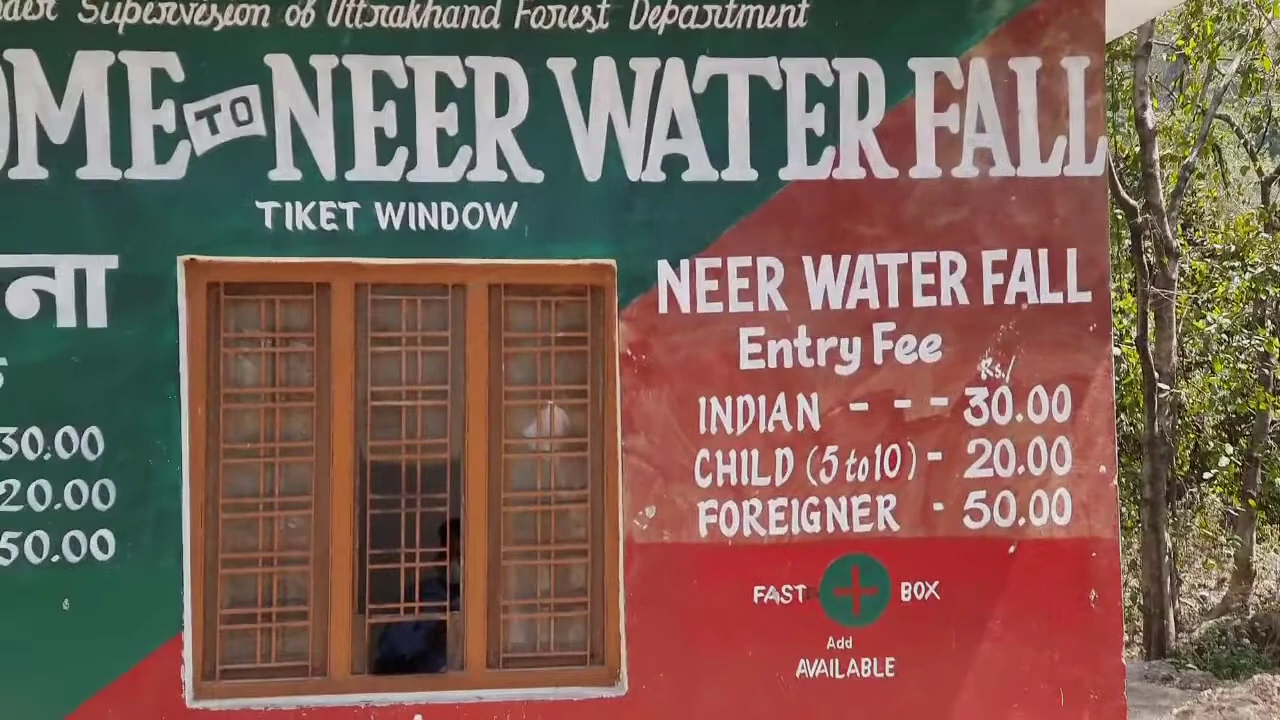 Supervision of Uttrakhand Forest Department
OME TO NEER WATER FALL
TIKET WINDOW
ना
30.00
20.00
50.00
NEER WATER FALL
Entry Fee
Rs./
INDIAN - - - 30.00
CHILD (5 to 10) - 20.00
FOREIGNER - 50.00
FAST + BOX
Add
AVAILABLE